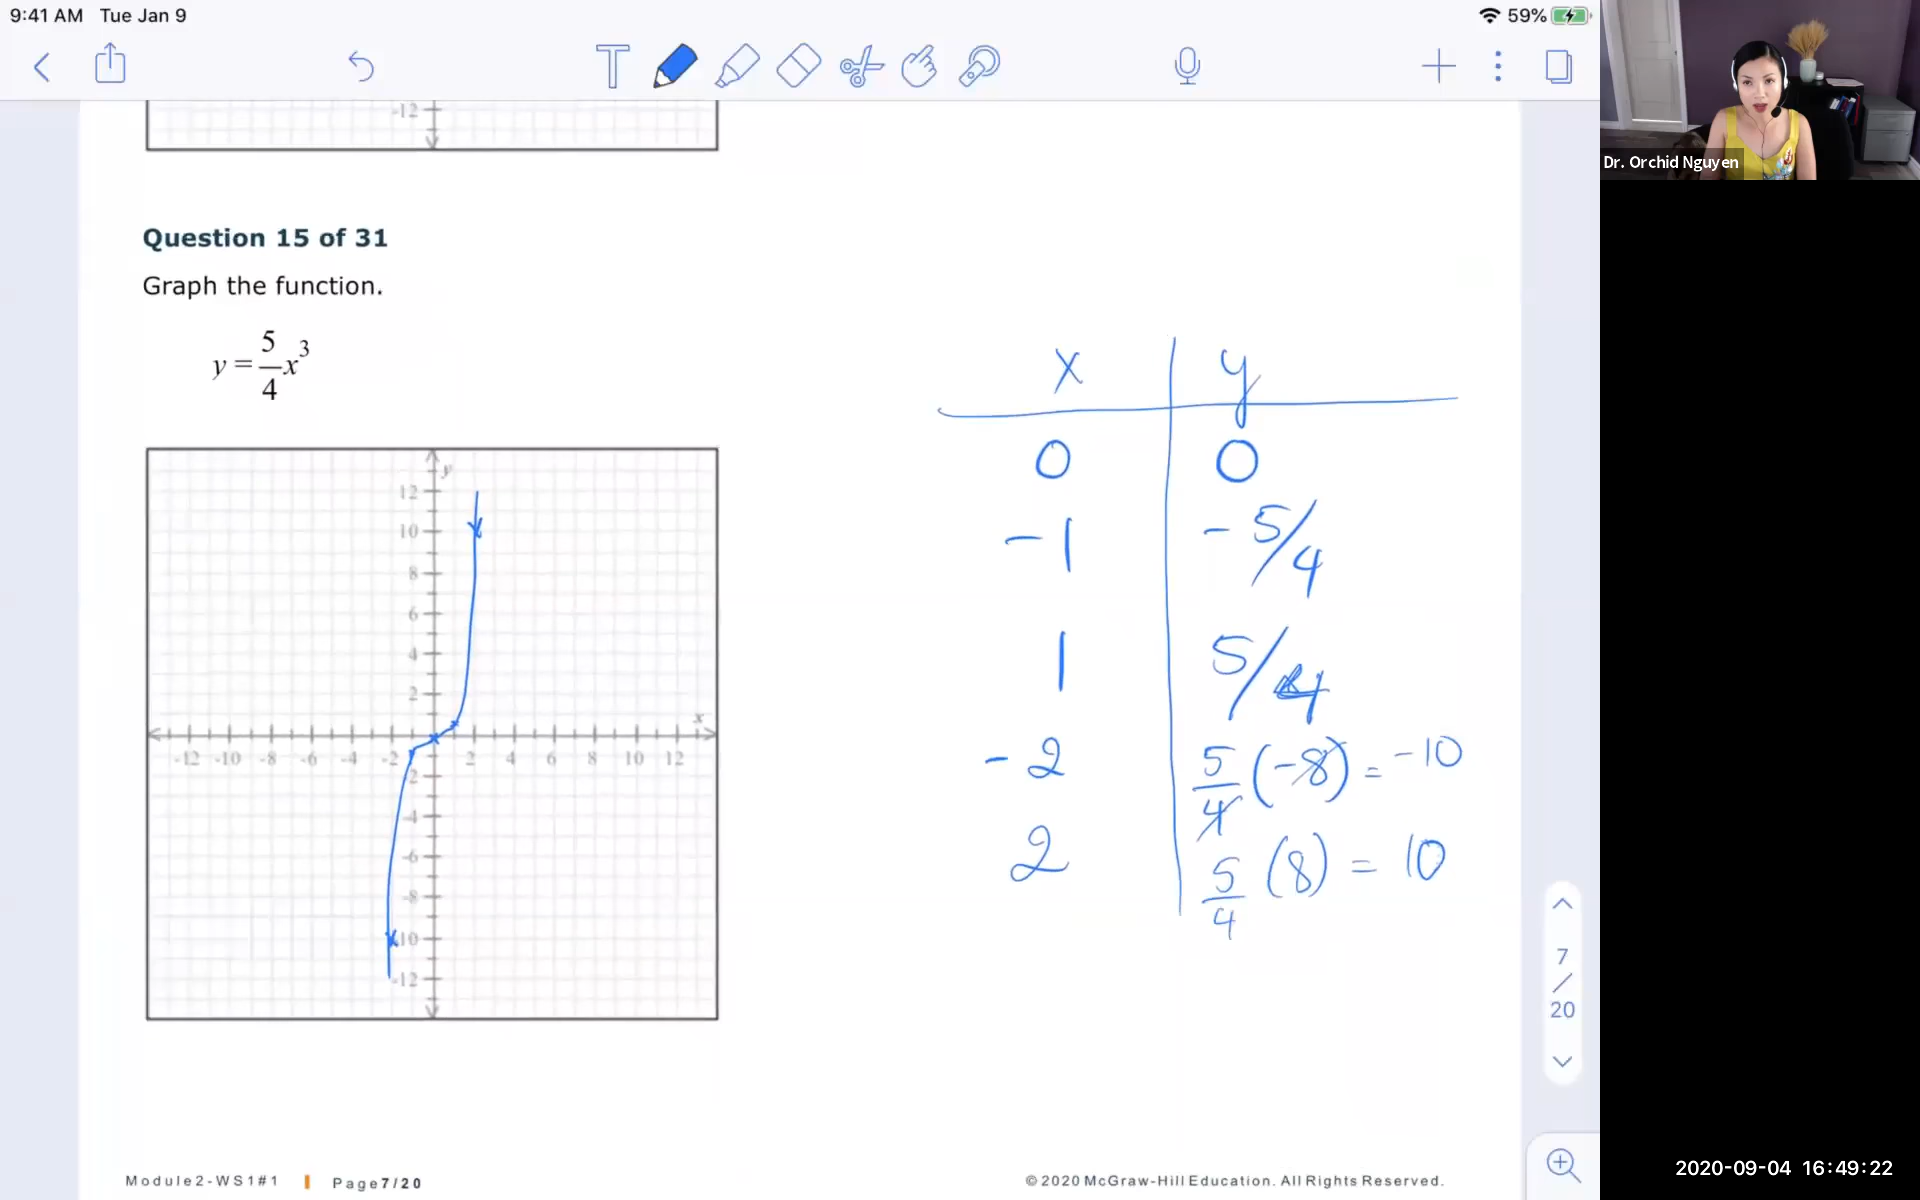 9:41 AM Tue Jan 9
59%
T
Dr. Orchid Nguyen
-12
Question 15 of 31
Graph the function.
y = 5/4 x^3
x | y
0 | 0
-1 | -5/4
1 | 5/4
-2 | 5/4 (-8) = -10
2 | 5/4 (8) = 10
y
12
10
8
6
4
2
x
-12 -10 -8 -6 -4 -2 2 4 6 8 10 12
-2
-4
-6
-8
-10
-12
7
/
20
Module2-WS1#1 Page7/20
©2020 McGraw-Hill Education. All Rights Reserved.
2020-09-04 16:49:22